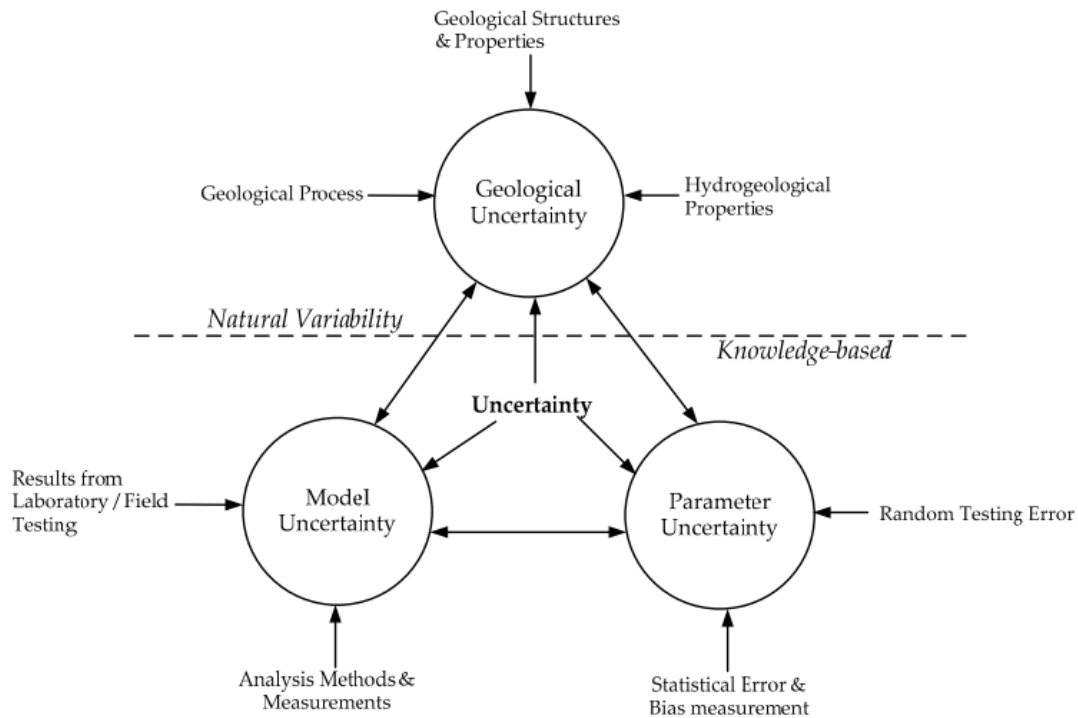 Geological Structures
& Properties
Geological Process
Geological
Uncertainty
Hydrogeological
Properties
Natural Variability
Knowledge-based
Uncertainty
Results from
Laboratory / Field
Testing
Model
Uncertainty
Parameter
Uncertainty
Random Testing Error
Analysis Methods &
Measurements
Statistical Error &
Bias measurement